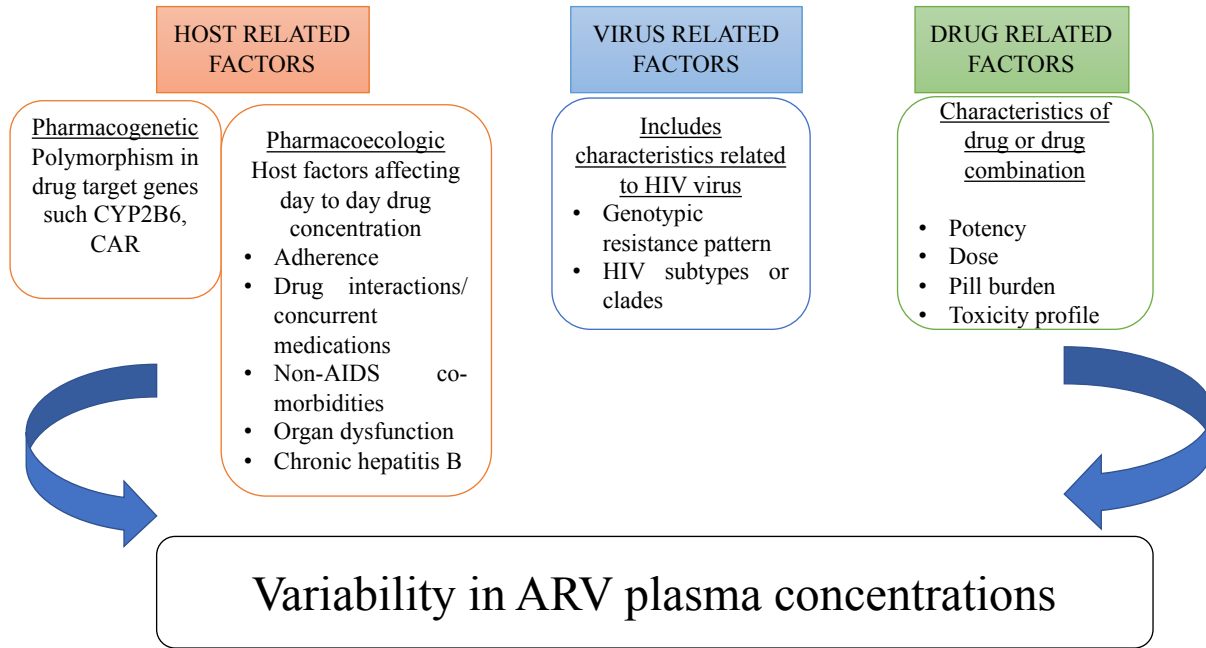 HOST RELATED
FACTORS
Pharmacogenetic
Polymorphism in
drug target genes
such CYP2B6,
CAR
Pharmacoecologic
Host factors affecting
day to day drug
concentration
• Adherence
• Drug interactions/
concurrent
medications
• Non-AIDS co-
morbidities
• Organ dysfunction
• Chronic hepatitis B
VIRUS RELATED
FACTORS
Includes
characteristics related
to HIV virus
• Genotypic
resistance pattern
• HIV subtypes or
clades
DRUG RELATED
FACTORS
Characteristics of
drug or drug
combination
• Potency
• Dose
• Pill burden
• Toxicity profile
Variability in ARV plasma concentrations